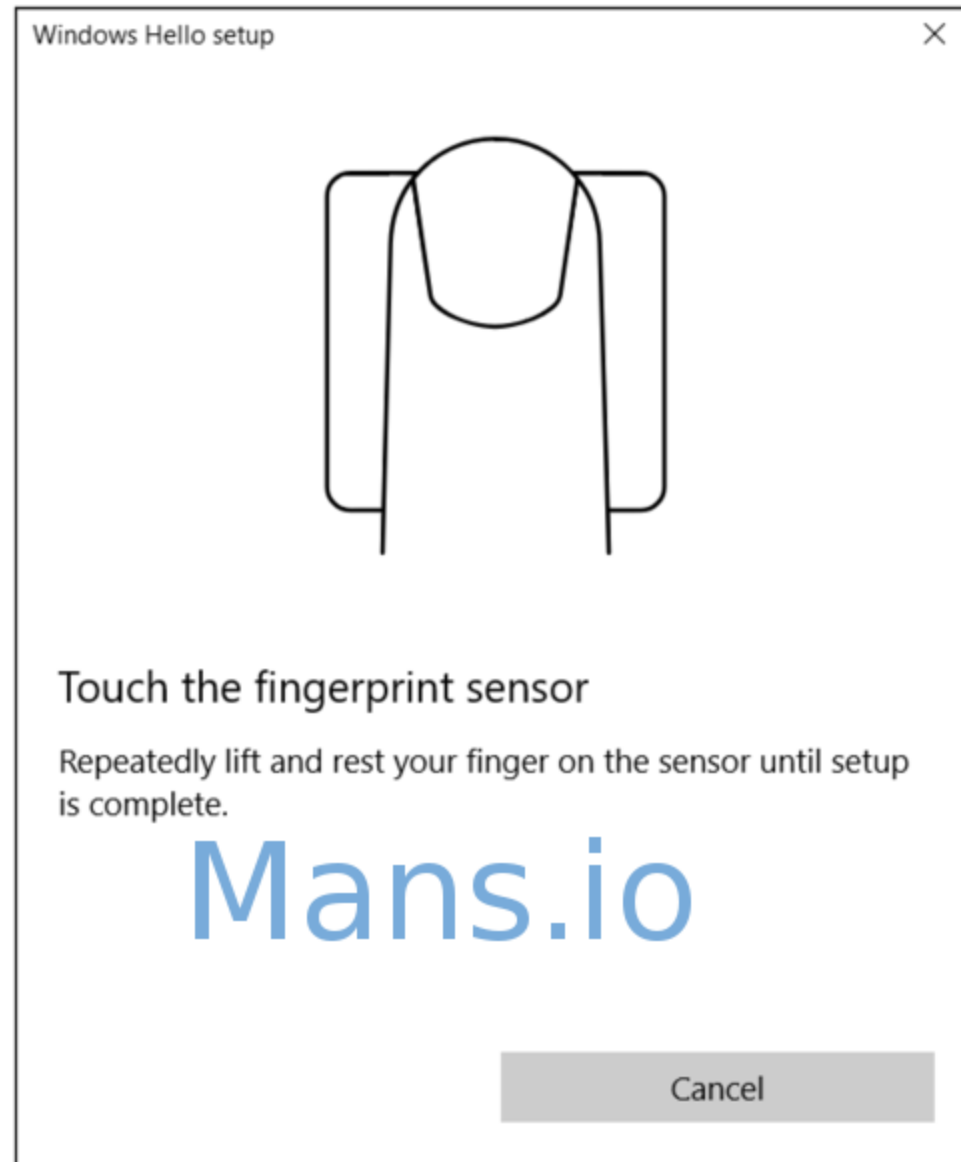 Windows Hello setup
Touch the fingerprint sensor
Repeatedly lift and rest your finger on the sensor until setup
is complete.
Mans.io
Cancel